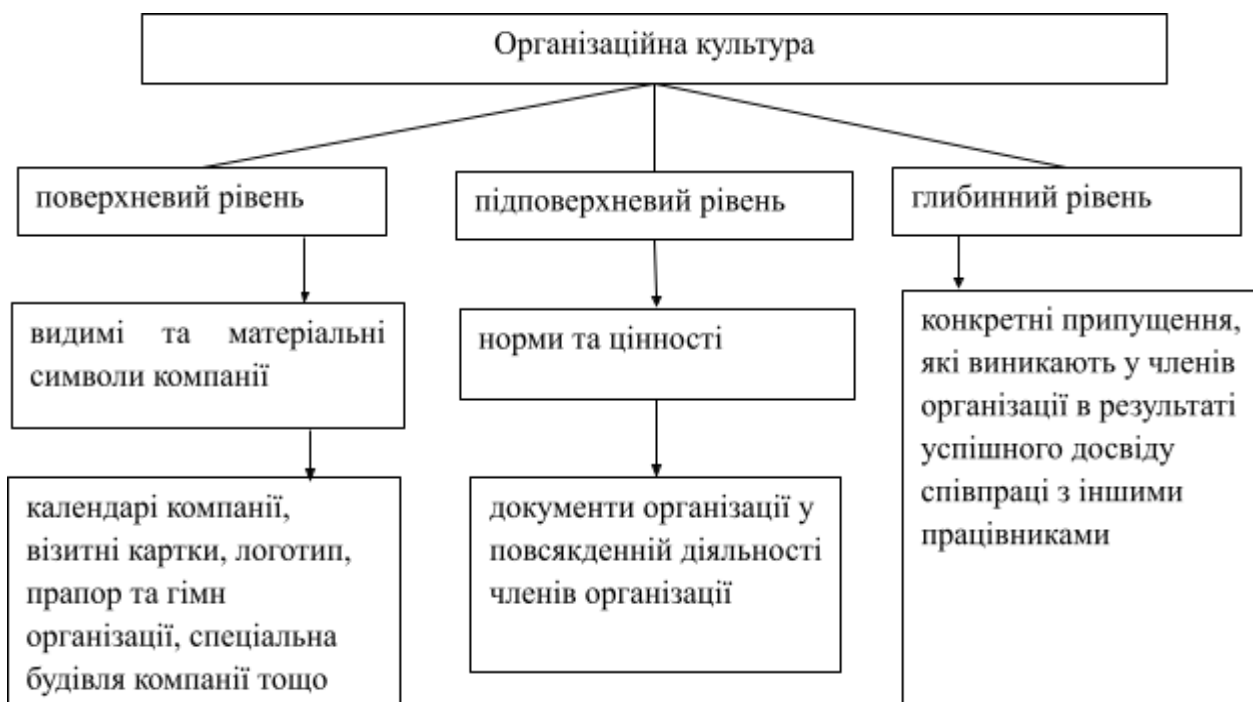 Організаційна культура
поверхневий рівень
підповерхневий рівень
глибинний рівень
видимі та матеріальні
символи компанії
норми та цінності
конкретні припущення,
які виникають у членів
організації в результаті
успішного досвіду
співпраці з іншими
працівниками
календарі компанії,
візитні картки, логотип,
прапор та гімн
організації, спеціальна
будівля компанії тощо
документи організації у
повсякденній діяльності
членів організації